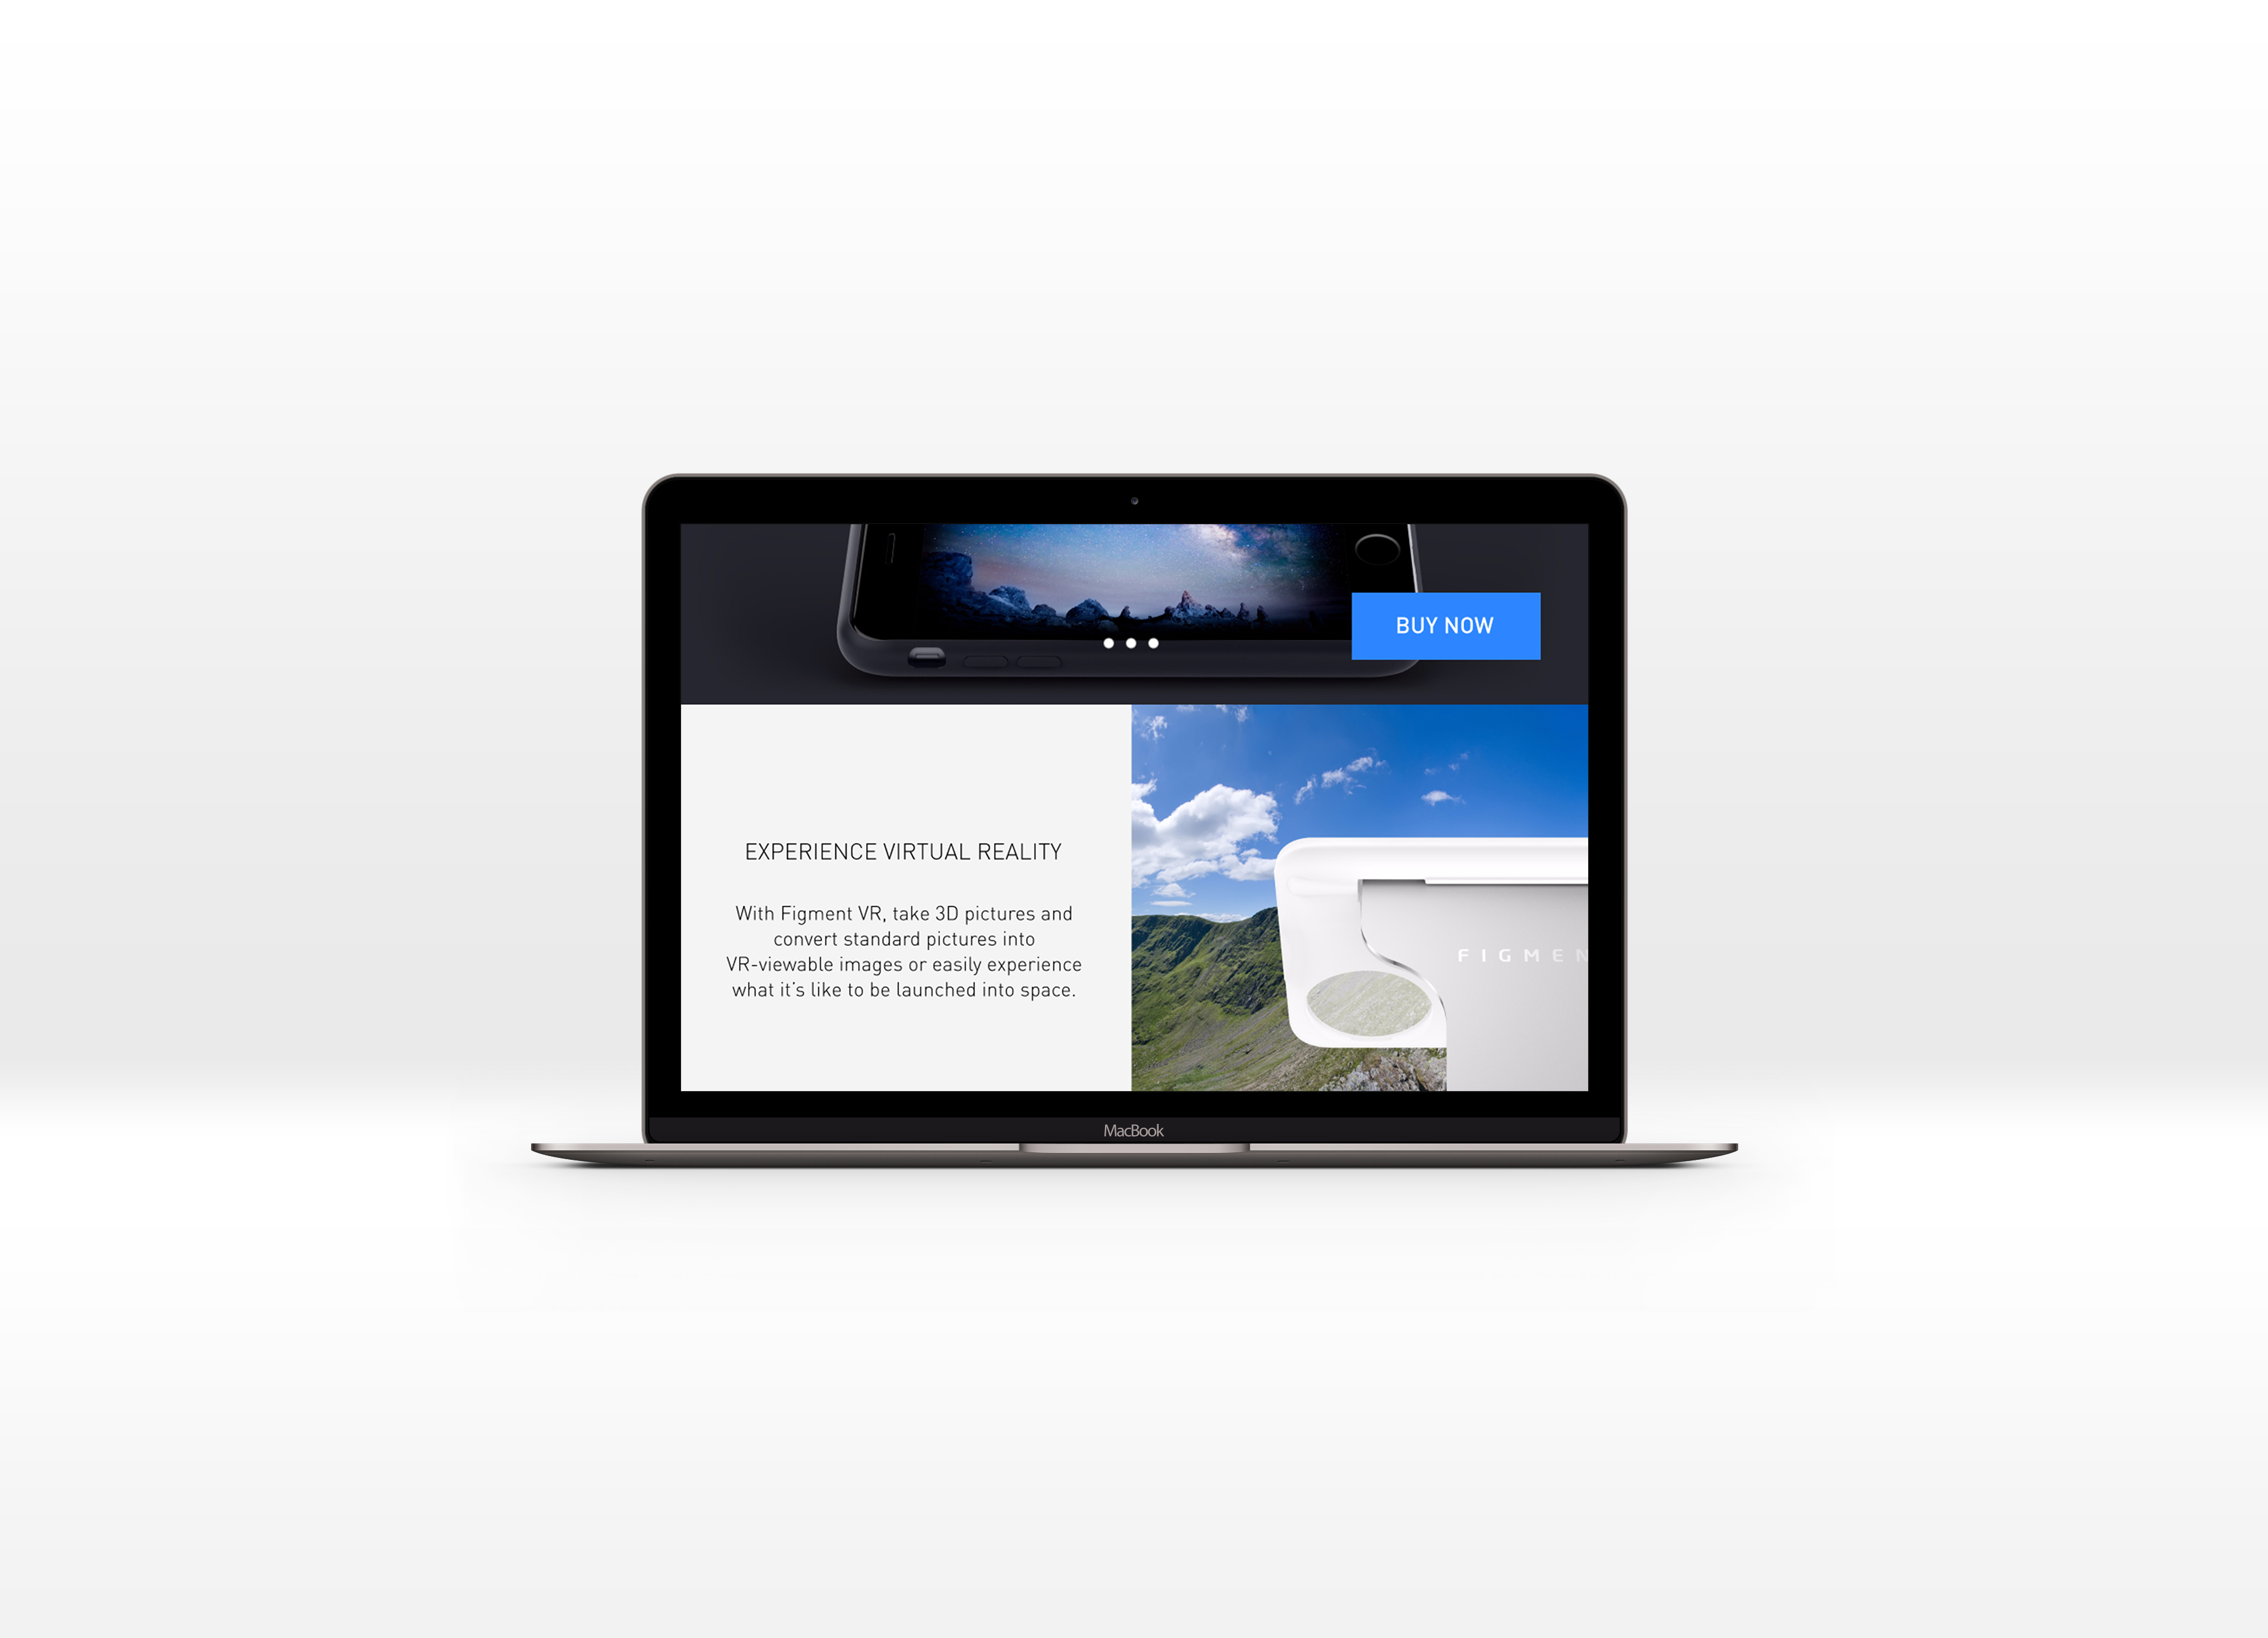 BUY NOW
EXPERIENCE VIRTUAL REALITY
With Figment VR, take 3D pictures and
convert standard pictures into
VR-viewable images or easily experience
what it's like to be launched into space.
FIGMEN
MacBook